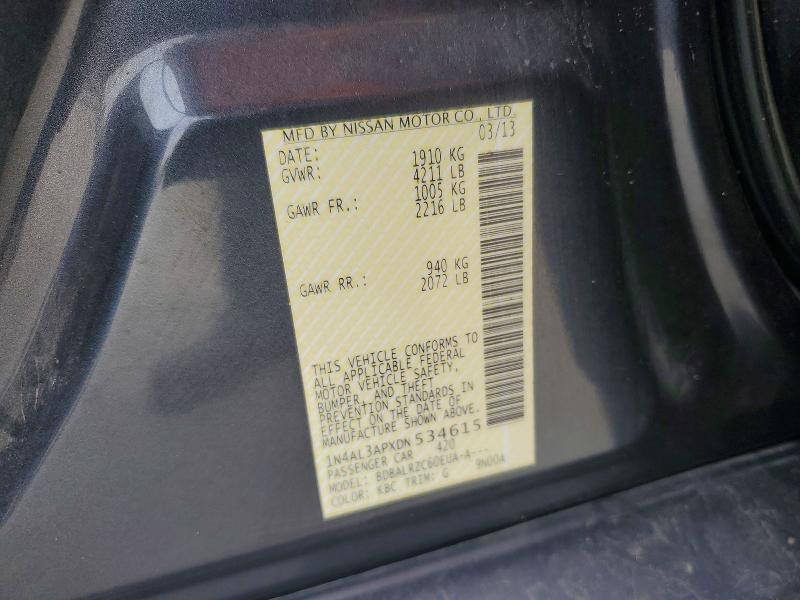 MFD BY NISSAN MOTOR CO., LTD.
DATE: 03/13
GVWR: 1910 KG
4211 LB
GAWR FR.: 1005 KG
2216 LB
GAWR RR.: 940 KG
2072 LB
THIS VEHICLE CONFORMS TO
ALL APPLICABLE FEDERAL
MOTOR VEHICLE SAFETY,
BUMPER, AND THEFT
PREVENTION STANDARDS IN
EFFECT ON THE DATE OF
MANUFACTURE SHOWN ABOVE.
1N4AL3APXDN534615
PASSENGER CAR 420
MODEL: BDBALRZC60EUA-A--- 9N00A
COLOR: KBC TRIM: G